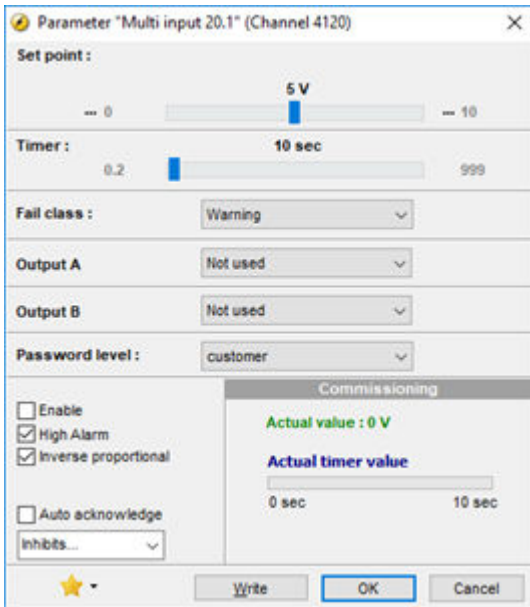 Parameter "Multi input 20.1" (Channel 4120)
Set point :
5 V
--- 0
--- 10
Timer :
10 sec
0.2
999
Fail class :
Warning
Output A
Not used
Output B
Not used
Password level :
customer
Commissioning
Enable
High Alarm
Inverse proportional
Auto acknowledge
Inhibits...
Actual value : 0 V
Actual timer value
0 sec
10 sec
Write
OK
Cancel